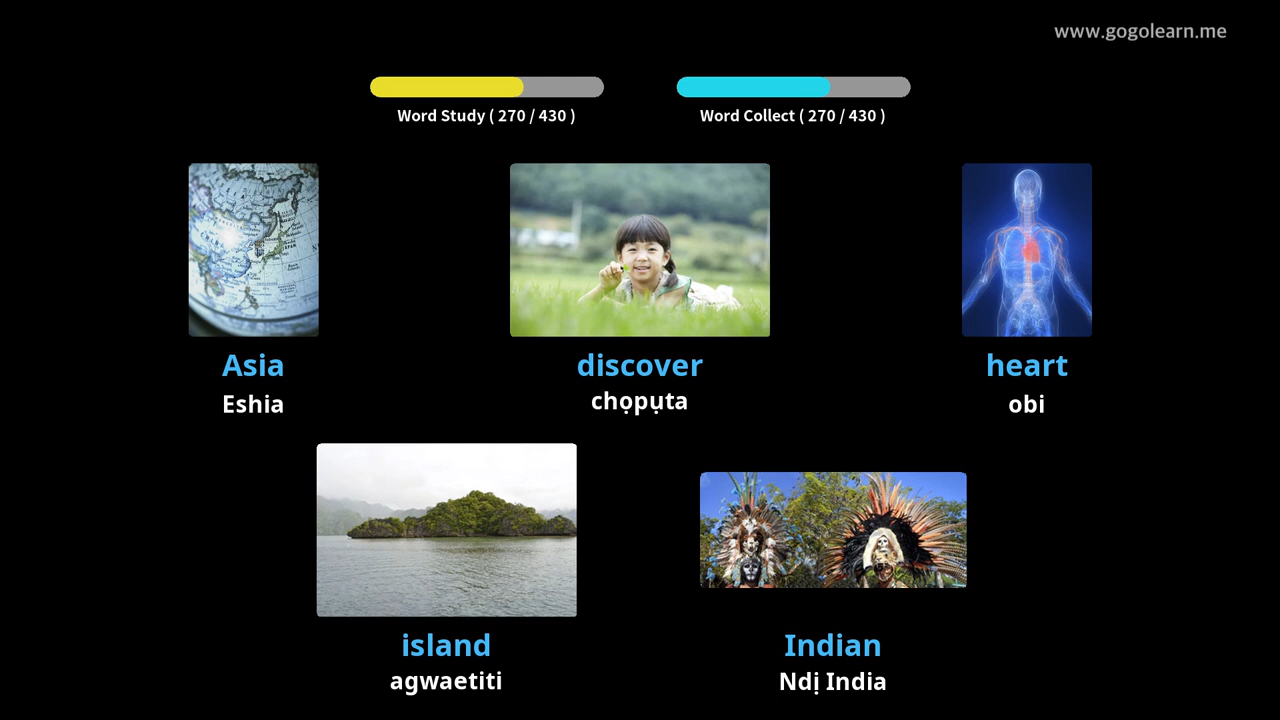 www.gogolearn.me
Word Study ( 270 / 430 )
Word Collect ( 270 / 430 )
Asia
Eshia
discover
chọpụta
heart
obi
island
agwaetiti
Indian
Ndị India